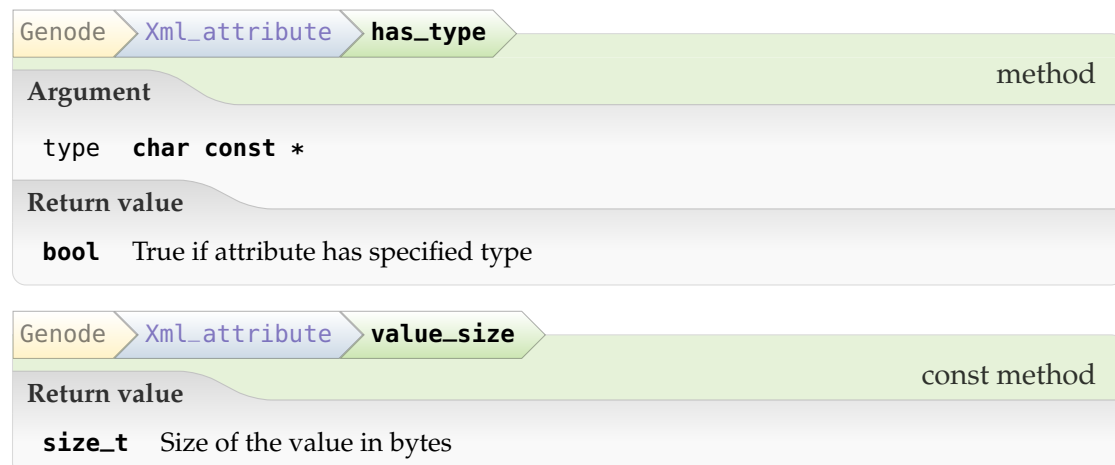 Genode Xml_attribute has_type
method
Argument
type char const *
Return value
bool True if attribute has specified type
Genode Xml_attribute value_size
const method
Return value
size_t Size of the value in bytes